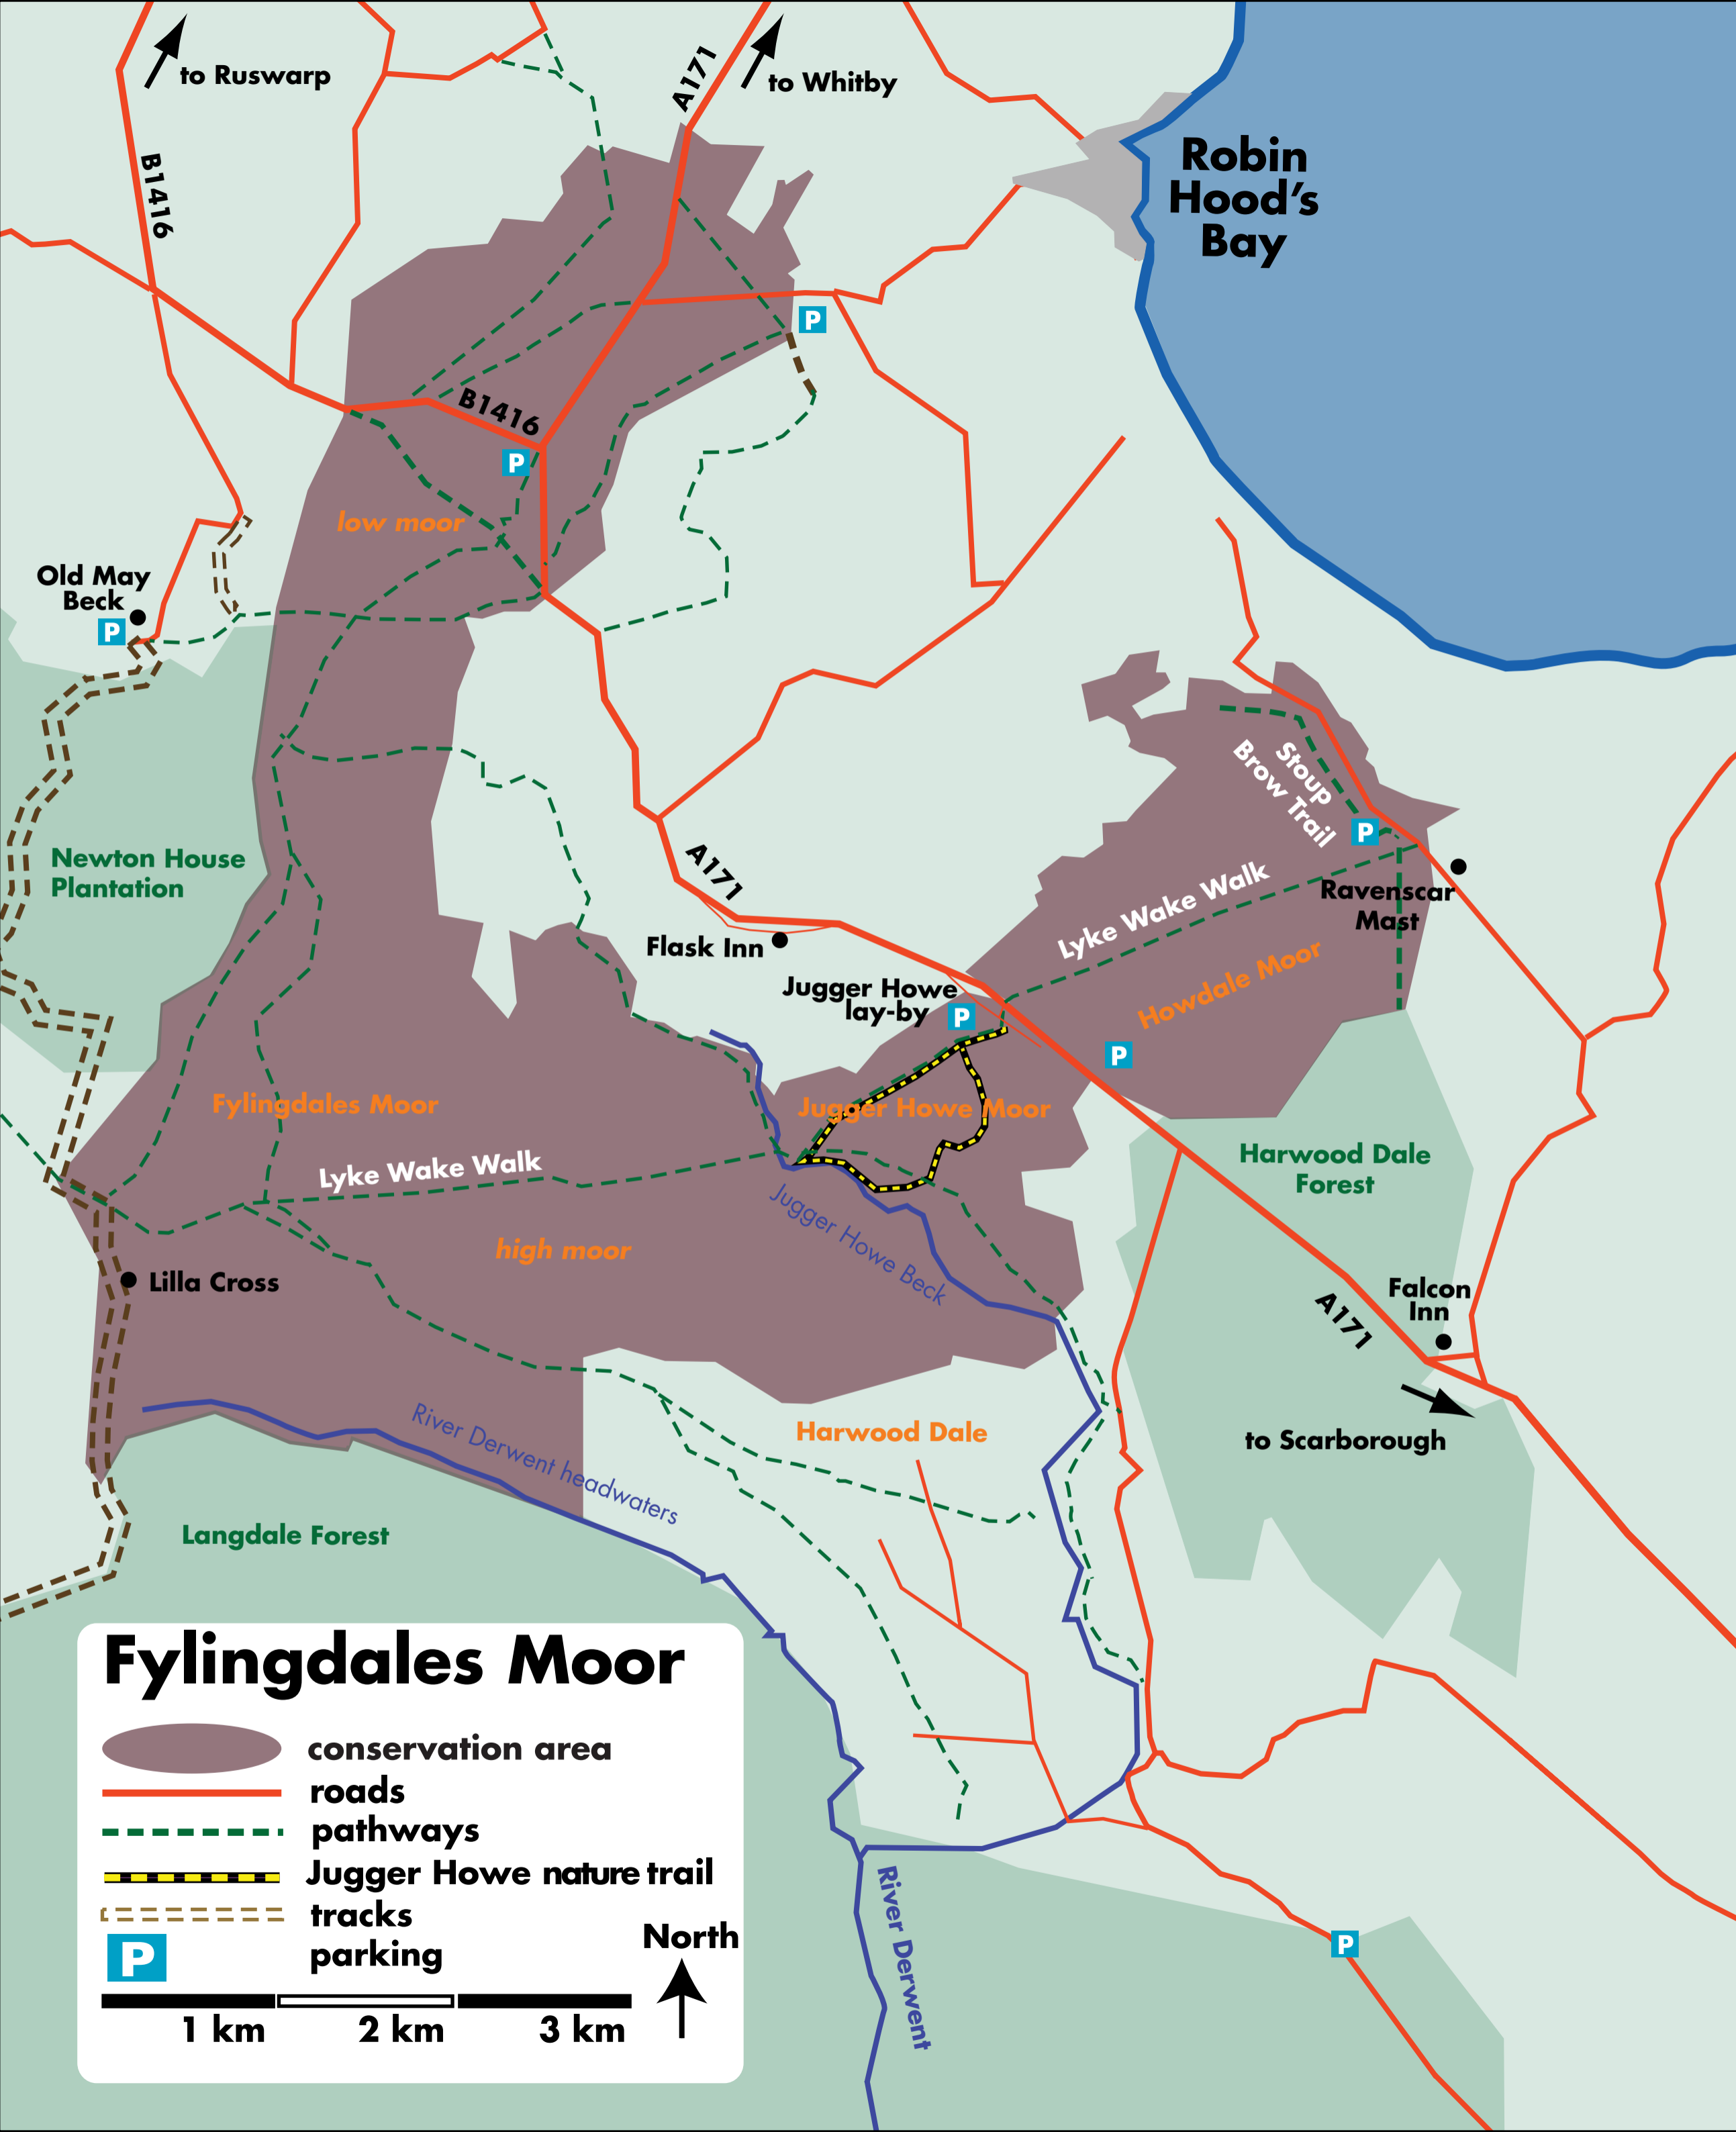 to Ruswarp
A171
to Whitby
B1416
Robin
Hood's
Bay
P
B1416
P
low moor
Old May
Beck
P
Stoup
Brow Trail
P
Newton House
Plantation
A171
Lyke Wake Walk
Ravenscar
Mast
Flask Inn
Howdale Moor
Jugger Howe
lay-by
P
P
Fylingdales Moor
Jugger Howe Moor
Harwood Dale
Forest
Lyke Wake Walk
Jugger Howe Beck
high moor
Lilla Cross
Falcon
Inn
A171
River Derwent headwaters
Harwood Dale
to Scarborough
Langdale Forest
Fylingdales Moor
conservation area
roads
pathways
Jugger Howe nature trail
tracks
P
parking
North
1 km
2 km
3 km
River Derwent
P